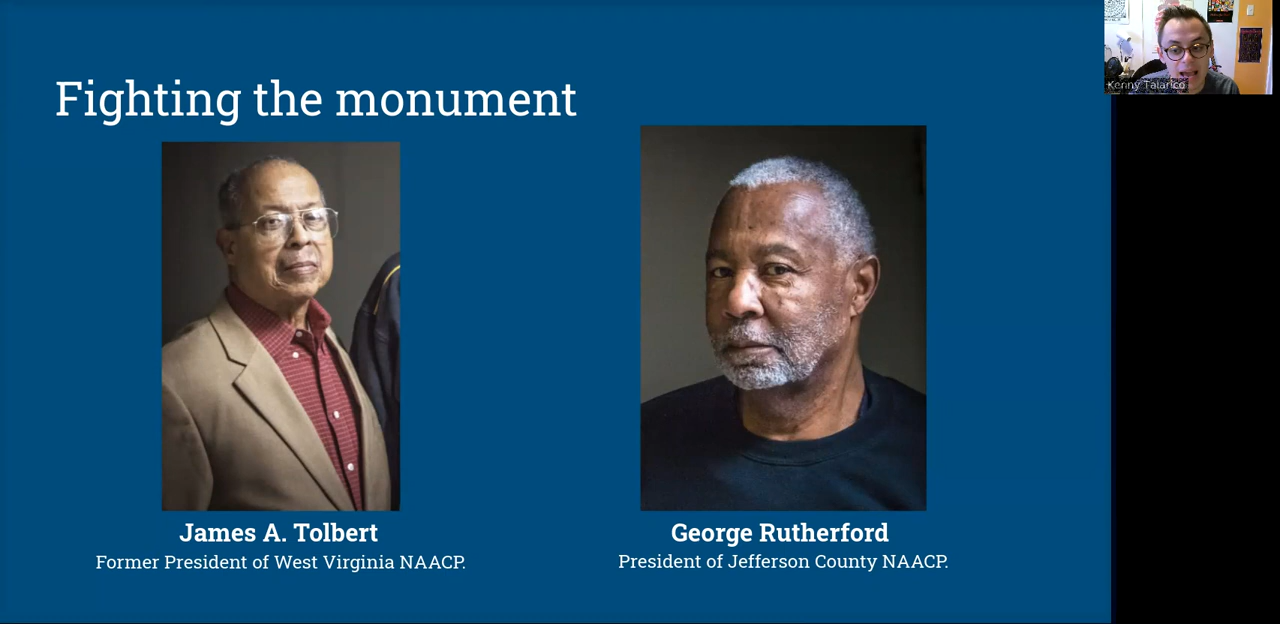 Fighting the monument
James A. Tolbert
Former President of West Virginia NAACP.
George Rutherford
President of Jefferson County NAACP.
Kenny Talarico